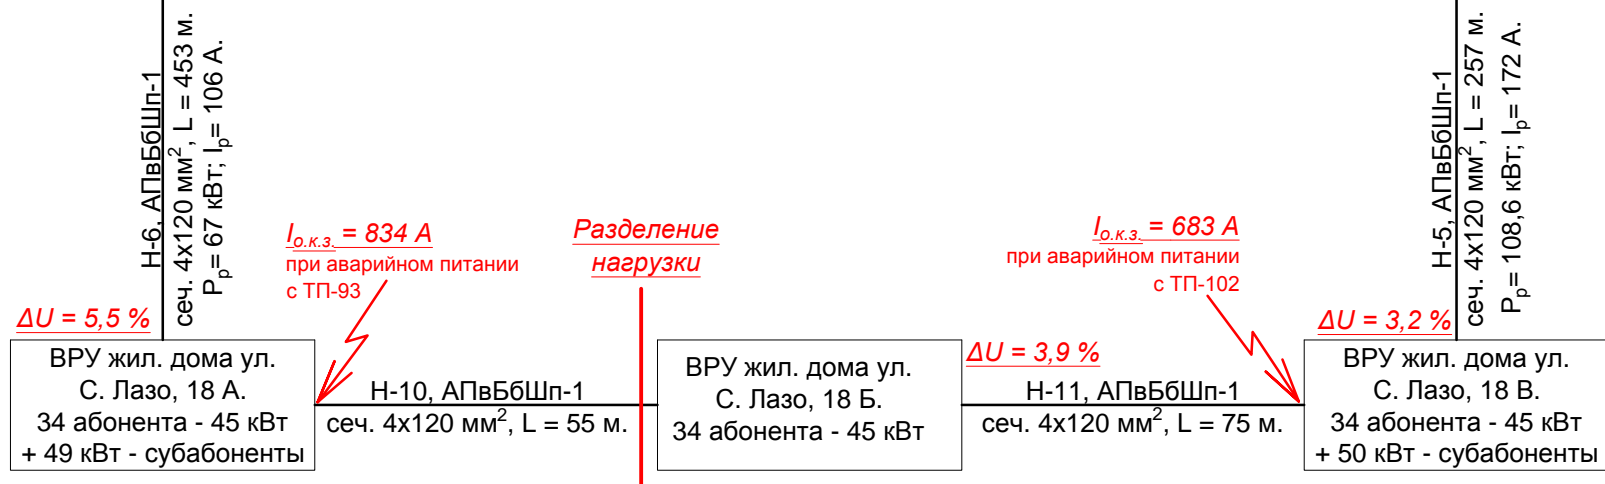 Н-6, АПвБбШп-1
сеч. 4х120 мм², L = 453 м.
Pр= 67 кВт; Iр= 106 А.
Iо.к.з. = 834 А
при аварийном питании
с ТП-93
Разделение
нагрузки
Iо.к.з. = 683 А
при аварийном питании
с ТП-102
Н-5, АПвБбШп-1
сеч. 4х120 мм², L = 257 м.
Pр= 108,6 кВт; Iр= 172 А.
ΔU = 5,5 %
ВРУ жил. дома ул.
С. Лазо, 18 А.
34 абонента - 45 кВт
+ 49 кВт - субабоненты
Н-10, АПвБбШп-1
сеч. 4х120 мм², L = 55 м.
ВРУ жил. дома ул.
С. Лазо, 18 Б.
34 абонента - 45 кВт
ΔU = 3,9 %
Н-11, АПвБбШп-1
сеч. 4х120 мм², L = 75 м.
ΔU = 3,2 %
ВРУ жил. дома ул.
С. Лазо, 18 В.
34 абонента - 45 кВт
+ 50 кВт - субабоненты